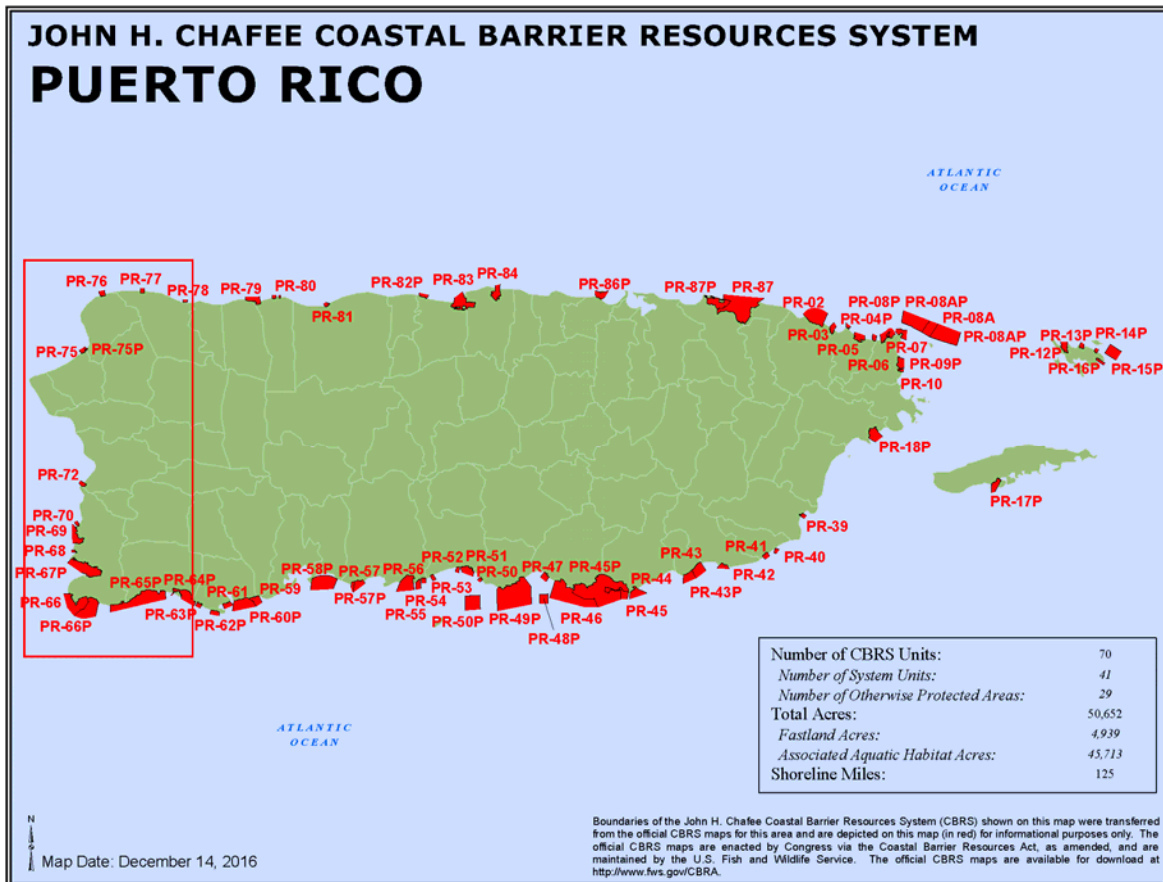 JOHN H. CHAFEE COASTAL BARRIER RESOURCES SYSTEM
PUERTO RICO
ATLANTIC
OCEAN
PR-76
PR-77
PR-78
PR-79
PR-80
PR-81
PR-82P
PR-83
PR-84
PR-86P
PR-87P
PR-87
PR-02
PR-03
PR-04P
PR-05
PR-06
PR-07
PR-08P
PR-08AP
PR-08A
PR-08AP
PR-09P
PR-10
PR-12P
PR-13P
PR-14P
PR-15P
PR-16P
PR-75
PR-75P
PR-18P
PR-17P
PR-72
PR-70
PR-69
PR-68
PR-67P
PR-66
PR-66P
PR-65P
PR-64P
PR-63P
PR-62P
PR-61
PR-60P
PR-59
PR-58P
PR-57
PR-57P
PR-56
PR-55
PR-54
PR-53
PR-52
PR-51
PR-50
PR-50P
PR-49P
PR-48P
PR-47
PR-46
PR-45P
PR-45
PR-44
PR-43
PR-43P
PR-42
PR-41
PR-40
PR-39
ATLANTIC
OCEAN
Number of CBRS Units: 70
Number of System Units: 41
Number of Otherwise Protected Areas: 29
Total Acres: 50,652
Fastland Acres: 4,939
Associated Aquatic Habitat Acres: 45,713
Shoreline Miles: 125
N
Map Date: December 14, 2016
Boundaries of the John H. Chafee Coastal Barrier Resources System (CBRS) shown on this map were transferred
from the official CBRS maps for this area and are depicted on this map (in red) for informational purposes only. The
official CBRS maps are enacted by Congress via the Coastal Barrier Resources Act, as amended, and are
maintained by the U.S. Fish and Wildlife Service. The official CBRS maps are available for download at
http://www.fws.gov/CBRA.